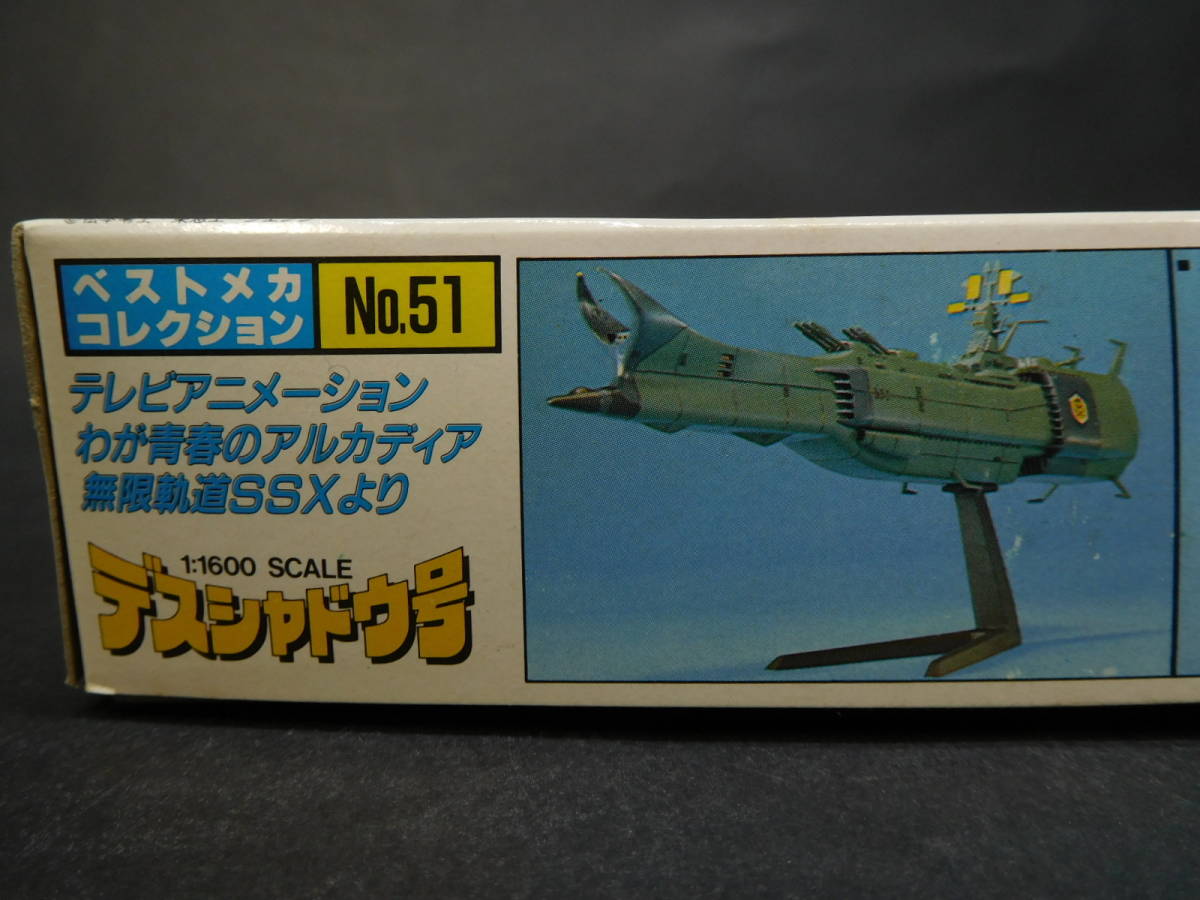 ベストメカ
コレクション
No.51
テレビアニメーション
わが青春のアルカディア
無限軌道SSXより
1:1600 SCALE
デスシャドウ号